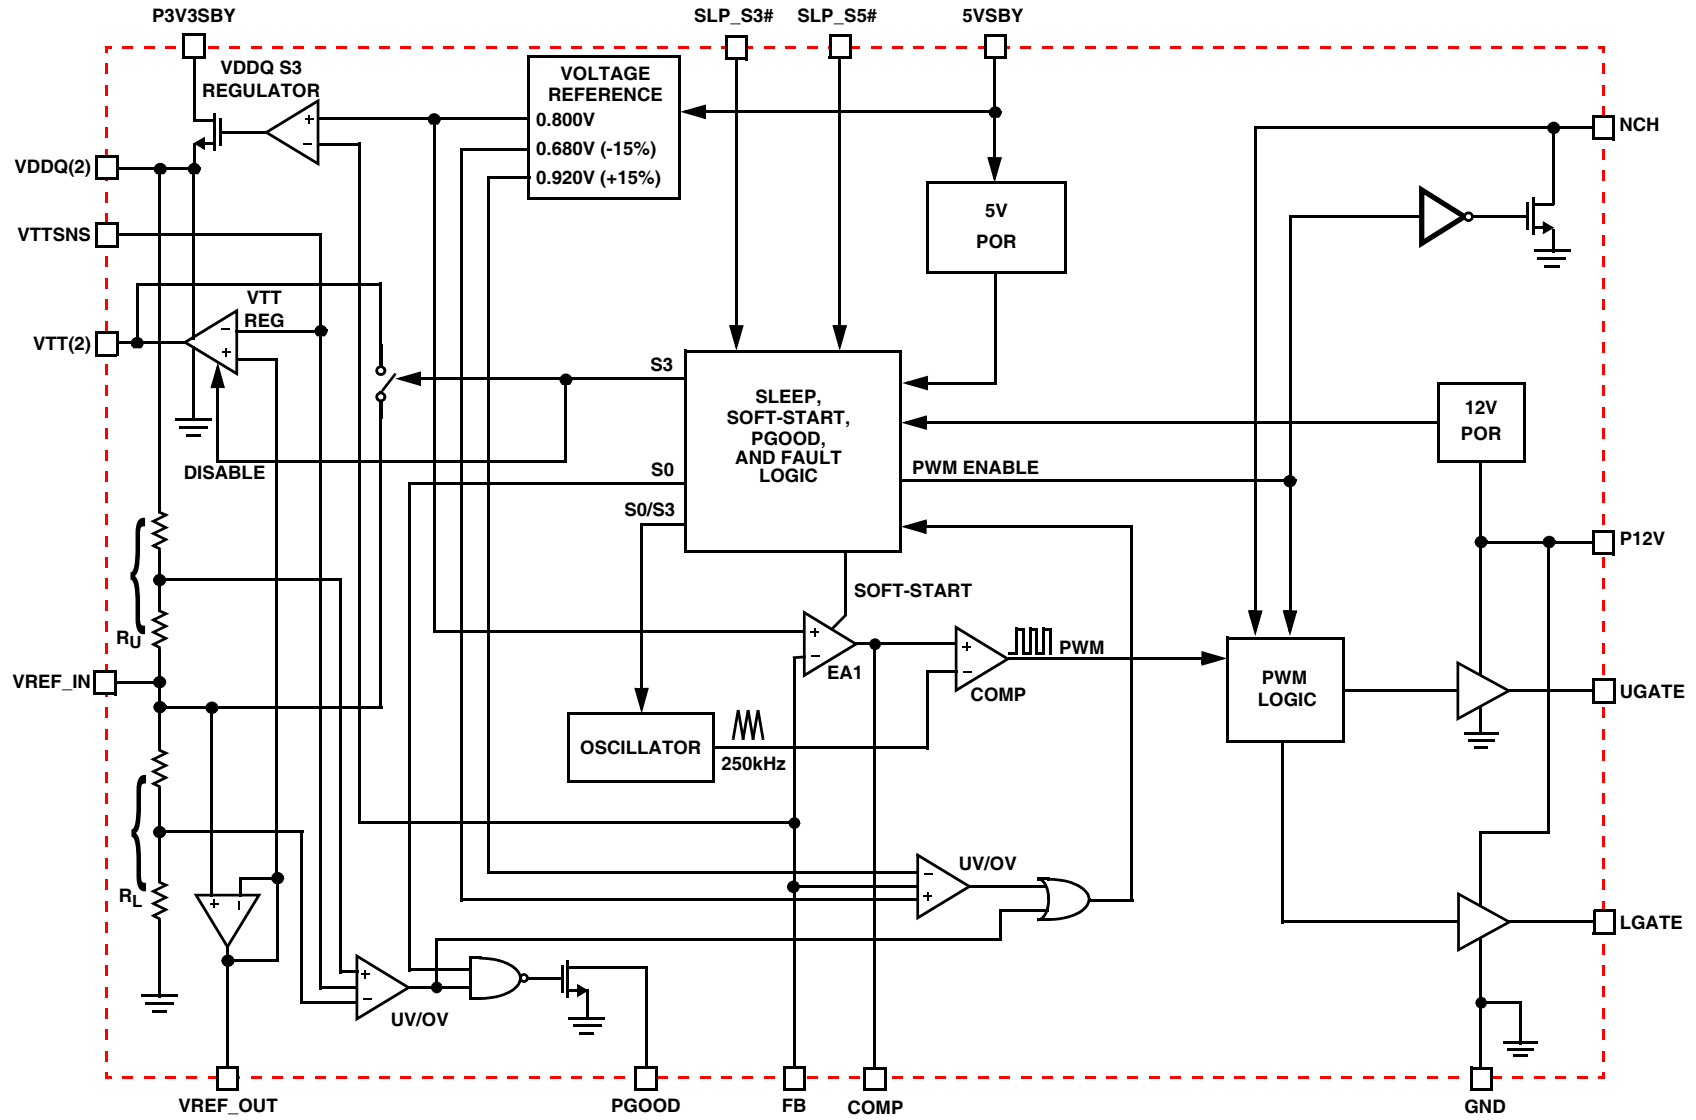 P3V3SBY
SLP_S3#
SLP_S5#
5VSBY
VDDQ S3
REGULATOR
+
−
VOLTAGE
REFERENCE
0.800V
0.680V (-15%)
0.920V (+15%)
NCH
VDDQ(2)
5V
POR
VTTSNS
VTT
REG
−
+
VTT(2)
DISABLE
S3
S0
S0/S3
SLEEP,
SOFT-START,
PGOOD,
AND FAULT
LOGIC
PWM ENABLE
12V
POR
P12V
SOFT-START
RU
+
−
EA1
+
−
COMP
PWM
PWM
LOGIC
UGATE
VREF_IN
OSCILLATOR
250kHz
RL
+
−
UV/OV
−
+
LGATE
+
−
UV/OV
VREF_OUT
PGOOD
FB
COMP
GND